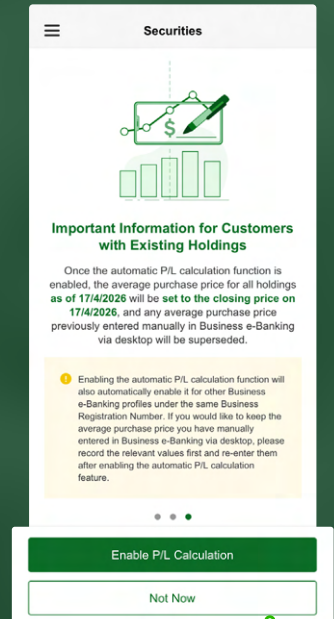 Securities
$
Important Information for Customers
with Existing Holdings
Once the automatic P/L calculation function is
enabled, the average purchase price for all holdings
as of 17/4/2026 will be set to the closing price on
17/4/2026, and any average purchase price
previously entered manually in Business e-Banking
via desktop will be superseded.
Enabling the automatic P/L calculation function will
also automatically enable it for other Business
e-Banking profiles under the same Business
Registration Number. If you would like to keep the
average purchase price you have manually
entered in Business e-Banking via desktop, please
record the relevant values first and re-enter them
after enabling the automatic P/L calculation
feature.
Enable P/L Calculation
Not Now